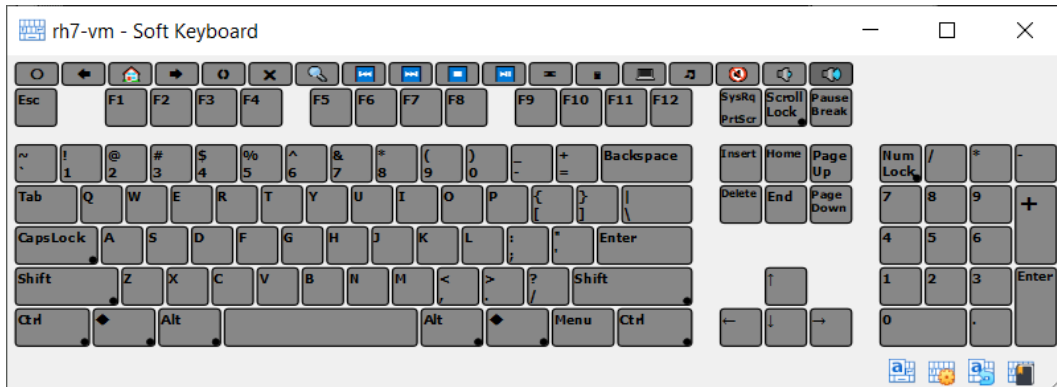 rh7-vm - Soft Keyboard
Esc F1 F2 F3 F4 F5 F6 F7 F8 F9 F10 F11 F12 SysRq PrtScr Scroll Lock Pause Break
~ ` ! 1 @ 2 # 3 $ 4 % 5 ^ 6 & 7 * 8 ( 9 ) 0 _ - + = Backspace Insert Home Page Up Num Lock / * -
Tab Q W E R T Y U I O P { [ } ] | \ Delete End Page Down 7 8 9 +
CapsLock A S D F G H J K L : ; " ' Enter 4 5 6
Shift Z X C V B N M < , > . ? / Shift ↑ 1 2 3 Enter
Ctrl ◆ Alt Alt ◆ Menu Ctrl ← ↓ → 0 .